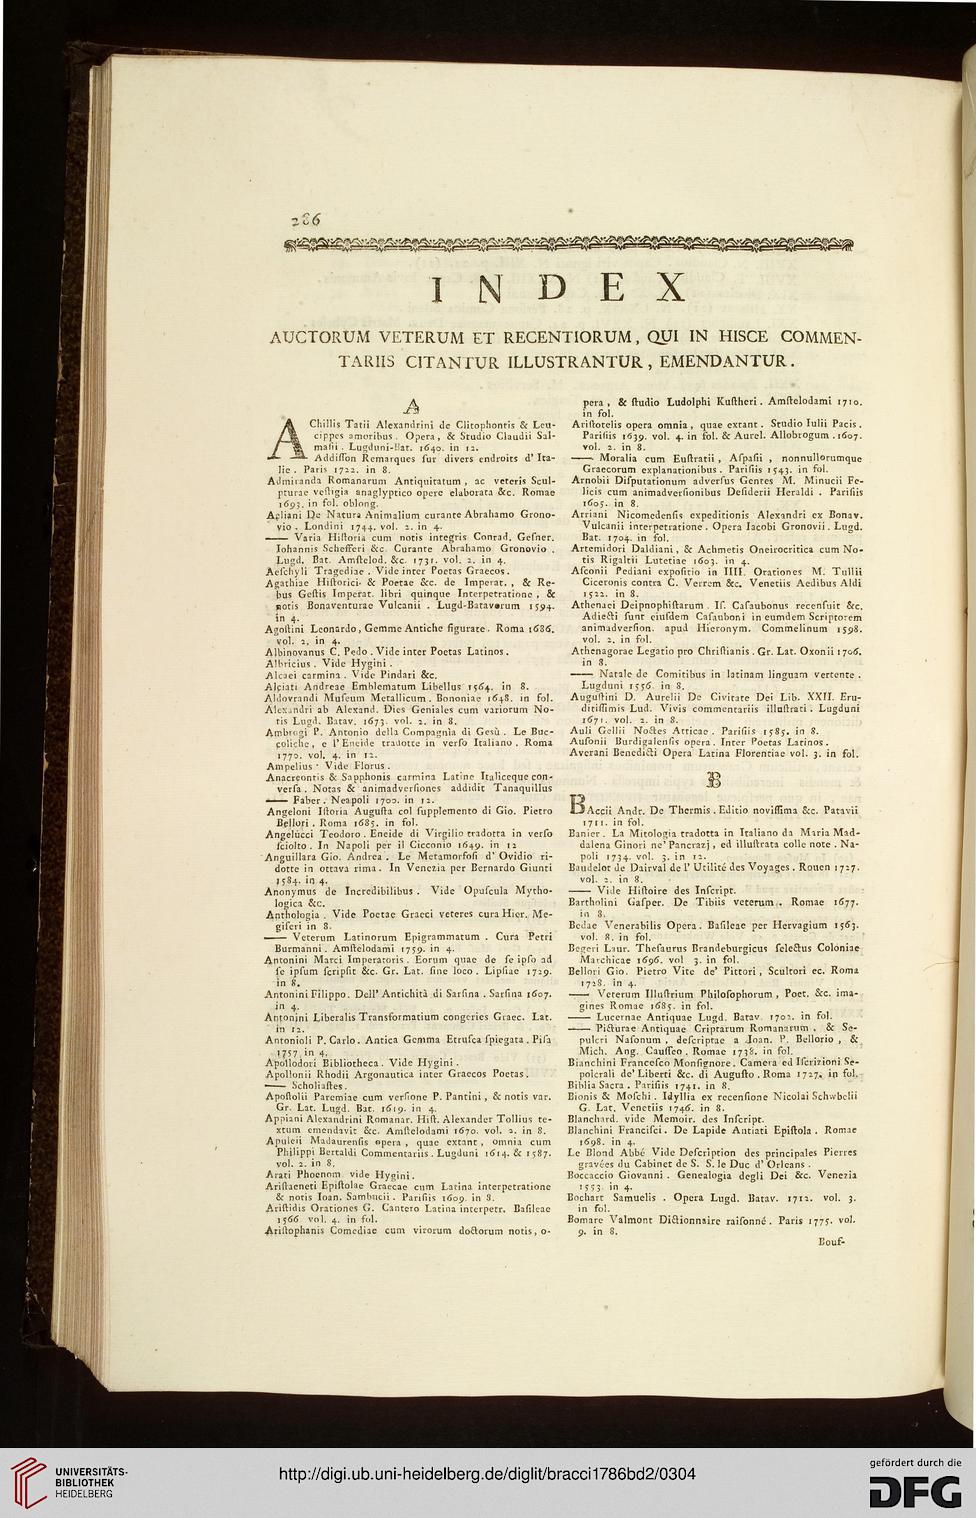 286
INDEX
AUCTORUM VETERUM ET RECENTIORUM, QUI IN HISCE COMMEN-
TARIIS CITANTUR ILLUSTRANTUR, EMENDANTUR.
A
AChillis Tatii Alexandrini de Clitophontis & Leu-
cippes amoribus. Opera, & Studio Claudii Sal-
masii. Lugduni-Bat. 1640. in 12.
Addiſſon Remarques ſur divers endroits d' Ita-
lie. Paris 1722. in 8.
Admiranda Romanarum Antiquitatum, ac veteris Scul-
pturae veſtigia anaglyptico opere elaborata &c. Romae
1693. in fol. oblong.
Aeliani De Natura Animalium curante Abrahamo Grono-
vio. Londini 1744. vol. 2. in 4.
—— Varia Hiſtoria cum notis integris Conrad. Geſner.
Iohannis Schefferi &c. Curante Abrahamo Gronovio.
Lugd. Bat. Amſtelod. &c. 1731. vol. 2. in 4.
Aeſchyli Tragediae. Vide inter Poetas Graecos.
Agathiae Hiſtorici. & Poetae &c. de Imperat., & Re-
bus Geſtis Imperat. libri quinque Interpretatione, &
notis Bonaventurae Vulcanii. Lugd-Batavorum 1594.
in 4.
Agoſtini Leonardo, Gemme Antiche figurate. Roma 1686.
vol. 2. in 4.
Albinovanus C. Pedo. Vide inter Poetas Latinos.
Albricius. Vide Hygini.
Alcaei carmina. Vide Pindari &c.
Alciati Andreae Emblematum Libellus 1564. in 8.
Aldovrandi Muſeum Metallicum. Bononiae 1648. in fol.
Alexandri ab Alexand. Dies Geniales cum variorum No-
tis Lugd. Batav. 1673. vol. 2. in 8.
Ambrogi P. Antonio della Compagnia di Gesù. Le Buc-
coliche, e l'Eneide tradotte in verſo Italiano. Roma
1770. vol. 4. in 12.
Ampelius · Vide Florus.
Anacreontis & Sapphonis carmina Latine Italiceque con-
verſa. Notas & animadverſiones addidit Tanaquillus
—— Faber. Neapoli 1700. in 12.
Angeloni Iſtoria Auguſta col ſupplemento di Gio. Pietro
Bellori. Roma 1685. in fol.
Angelucci Teodoro. Eneide di Virgilio tradotta in verſo
ſciolto. In Napoli per il Cicconio 1649. in 12
Anguillara Gio. Andrea. Le Metamorfoſi d' Ovidio ri-
dotte in ottava rima. In Venezia per Bernardo Giunti
1584. in 4.
Anonymus de Incredibilibus. Vide Opuſcula Mytho-
logica &c.
Anthologia. Vide Poetae Graeci veteres cura Hier. Me-
giſeri in 8.
—— Veterum Latinorum Epigrammatum. Cura Petri
Burmanni. Amſtelodami 1759. in 4.
Antonini Marci Imperatoris. Eorum quae de ſe ipſo ad
ſe ipſum ſcripſit &c. Gr. Lat. ſine loco. Lipſiae 1729.
in 8.
Antonini Filippo. Dell' Antichità di Sarſina. Sarſina 1607.
in 4.
Antonini Liberalis Transformatium congeries Graec. Lat.
in 12.
Antonioli P. Carlo. Antica Gemma Etruſca ſpiegata. Piſa
1757 in 4.
Apollodori Bibliotheca. Vide Hygini.
Apollonii Rhodii Argonautica inter Graecos Poetas.
—— Scholiaſtes.
Apoſtolii Paremiae cum verſione P. Pantini, & notis var.
Gr. Lat. Lugd. Bat. 1619. in 4.
Appiani Alexandrini Romanar. Hiſt. Alexander Tollius te-
xtum emendavit &c. Amſtelodami 1670. vol. 2. in 8.
Apuleii Madaurenſis opera, quae extant, omnia cum
Philippi Bertaldi Commentariis. Lugduni 1614. & 1587.
vol. 2. in 8.
Arati Phoenom. vide Hygini.
Ariſtaeneti Epiſtolae Graecae cum Latina interpretatione
& notis Ioan. Sambucii. Pariſiis 1609. in 8.
Ariſtidis Orationes G. Cantero Latina interpretr. Baſileae
1566 vol. 4. in fol.
Ariſtophanis Comediae cum virorum doctorum notis, o-
pera, & ſtudio Ludolphi Kuſtheri. Amſtelodami 1710.
in fol.
Ariſtotelis opera omnia, quae extant. Studio Iulii Pacis.
Pariſiis 1639. vol. 4. in fol. & Aurel. Allobrogum. 1607.
vol. 2. in 8.
—— Moralia cum Euſtratii, Aſpaſii, nonnullorumque
Graecorum explanationibus. Pariſiis 1543. in fol.
Arnobii Diſputationum adverſus Gentes M. Minucii Fe-
licis cum animadverſionibus Deſiderii Heraldi. Pariſiis
1605. in 8.
Arriani Nicomedenſis expeditionis Alexandri ex Bonav.
Vulcanii interpretatione. Opera Iacobi Gronovii. Lugd.
Bat. 1704. in fol.
Artemidori Daldiani, & Achmetis Oneirocritica cum No-
tis Rigaltii Lutetiae 1603. in 4.
Aſconii Pediani expoſitio in IIII. Orationes M. Tullii
Ciceronis contra C. Verrem &c. Venetiis Aedibus Aldi
1522. in 8.
Athenaei Deipnophiſtarum. Iſ. Caſaubonus recenſuit &c.
Adiecti ſunt eiuſdem Caſauboni in eumdem Scriptorem
animadverſion. apud Hieronym. Commelinum 1598.
vol. 2. in fol.
Athenagorae Legatio pro Chriſtianis. Gr. Lat. Oxonii 1706.
in 8.
—— Natale de Comitibus in latinam linguam vertente.
Lugduni 1556. in 8.
Auguſtini D. Aurelii De Civitate Dei Lib. XXII. Eru-
ditiſſimis Lud. Vivis commentariis illuſtrati. Lugduni
1671. vol. 2. in 8.
Auli Gellii Noctes Atticae. Pariſiis 1585. in 8.
Auſonii Burdigalenſis opera. Inter Poetas Latinos.
Averani Benedicti Opera Latina Florentiae vol. 3. in fol.
B
BAccii Andr. De Thermis. Editio noviſſima &c. Patavii
1711. in fol.
Banier. La Mitologia tradotta in Italiano da Maria Mad-
dalena Ginori ne' Pancrazj, ed illuſtrata colle note. Na-
poli 1734. vol. 3. in 12.
Baudelot de Dairval de l' Utilité des Voyages. Rouen 1727.
vol. 2. in 8.
—— Vide Hiſtoire des Inſcript.
Bartholini Gaſper. De Tibiis veterum. Romae 1677.
in 8.
Bedae Venerabilis Opera. Baſileae per Hervagium 1563.
vol. 8. in fol.
Begeri Laur. Theſaurus Brandeburgicus ſelectus Coloniae
Marchicae 1696. vol 3. in fol.
Bellori Gio. Pietro Vite de' Pittori, Scultori ec. Roma
1728. in 4.
—— Veterum Illuſtrium Philoſophorum, Poet. &c. ima-
gines Romae 1685. in fol.
—— Lucernae Antiquae Lugd. Batav. 1702. in fol.
—— Picturae Antiquae Criptarum Romanarum, & Se-
pulcri Naſonum, deſcriptae a Joan. P. Bellorio, &
Mich. Ang. Cauſſeo. Romae 1738. in fol.
Bianchini Franceſco Monſignore. Camera ed Iſcrizioni Se-
polcrali de' Liberti &c. di Auguſto. Roma 1727. in fol.
Biblia Sacra. Pariſiis 1741. in 8.
Bionis & Moſchi. Idyllia ex recenſione Nicolai Schwbelii
G. Lat. Venetiis 1746. in 8.
Blanchard. vide Memoir. des Inſcript.
Blanchini Franciſci. De Lapide Antiati Epiſtola. Romae
1698. in 4.
Le Blond Abbé Vide Deſcription des principales Pierres
gravées du Cabinet de S. S. le Duc d' Orleans.
Boccaccio Giovanni. Genealogia degli Dei &c. Venezia
1553. in 4.
Bochart Samuelis. Opera Lugd. Batav. 1712. vol. 3.
in fol.
Bomare Valmont Dictionnaire raiſonné. Paris 1775. vol.
9. in 8.
Bouſ-
UNIVERSITÄTS-
BIBLIOTHEK
HEIDELBERG
http://digi.ub.uni-heidelberg.de/diglit/bracci1786bd2/0304
gefördert durch die
DFG